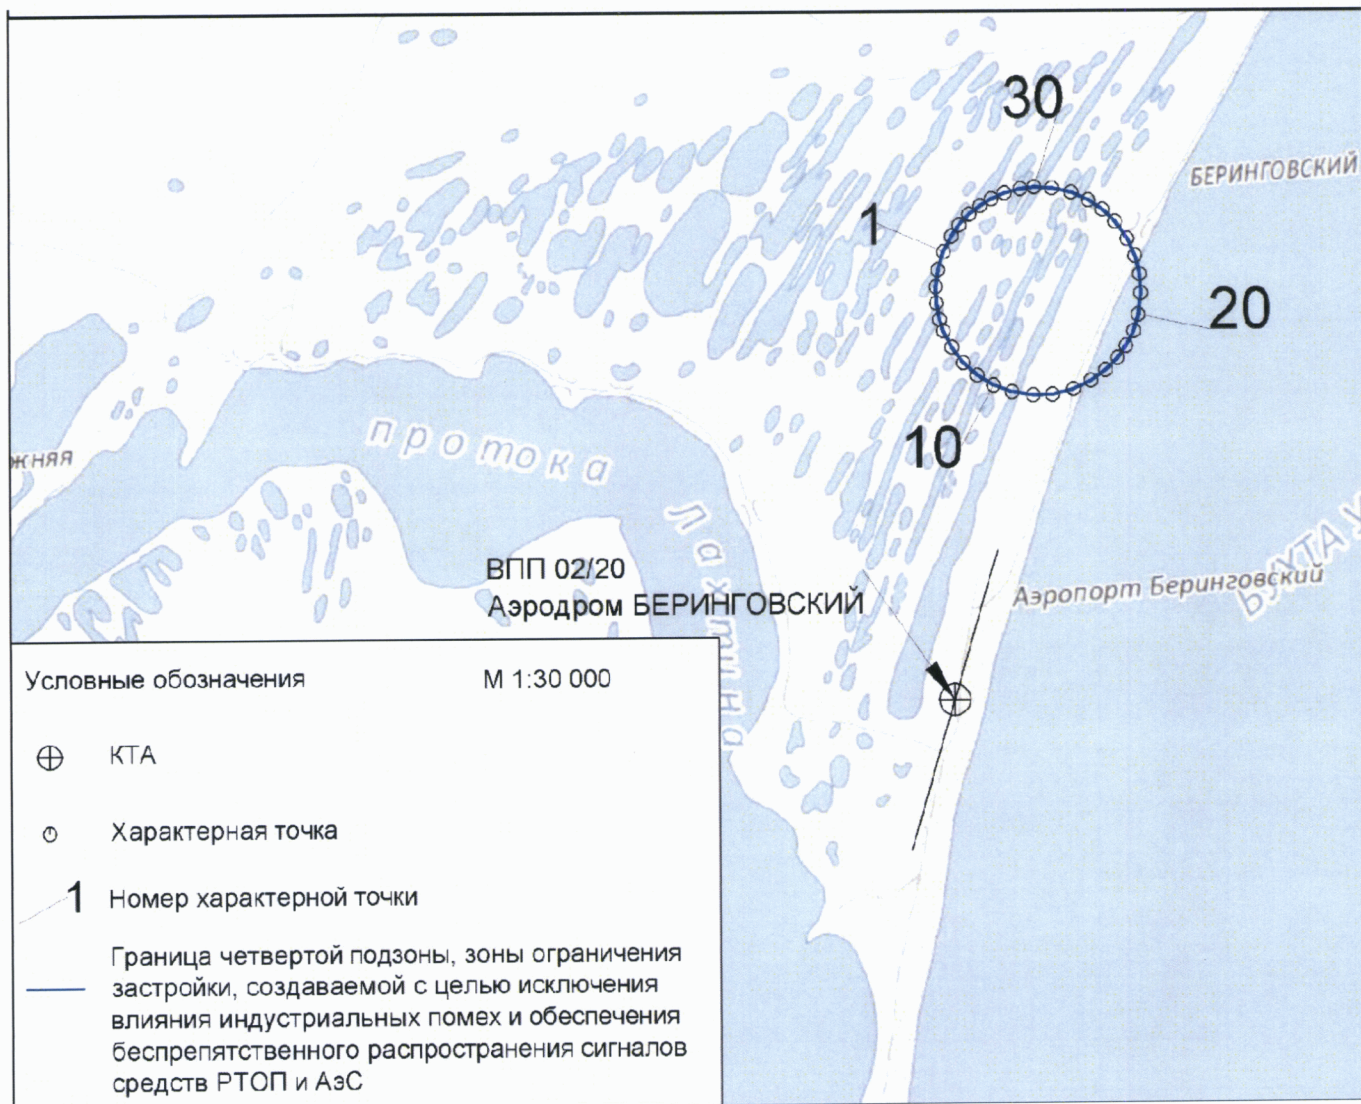 30
БЕРИНГОВСКИЙ
1
20
10
протока Лахтина
ВПП 02/20
Аэродром БЕРИНГОВСКИЙ
Аэропорт Беринговский
БУХТА
Условные обозначения
М 1:30 000
КТА
Характерная точка
1 Номер характерной точки
Граница четвертой подзоны, зоны ограничения
застройки, создаваемой с целью исключения
влияния индустриальных помех и обеспечения
беспрепятственного распространения сигналов
средств РТОП и АэС